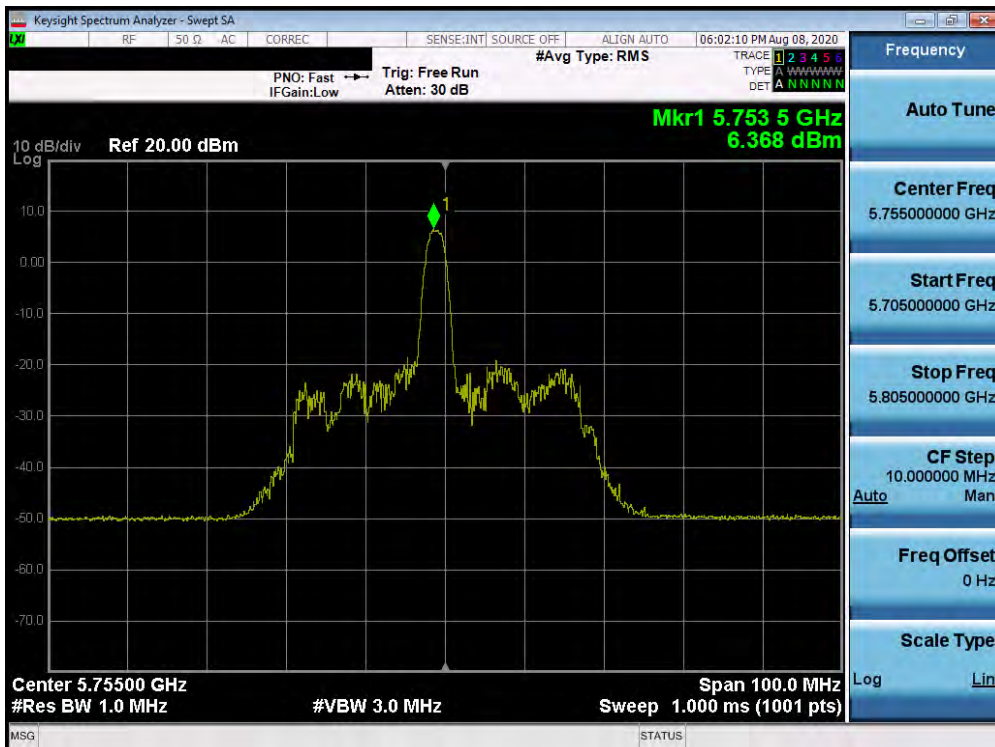 Keysight Spectrum Analyzer - Swept SA
LXI RF 50 Ω AC CORREC SENSE:INT SOURCE OFF ALIGN AUTO 06:02:10 PM Aug 08, 2020
#Avg Type: RMS
TRACE 1 2 3 4 5 6
PNO: Fast Trig: Free Run
TYPE A WWWWW
IFGain:Low Atten: 30 dB
DET A N N N N N
Mkr1 5.753 5 GHz
6.368 dBm
10 dB/div Ref 20.00 dBm
Log
1
10.0
0.00
-10.0
-20.0
-30.0
-40.0
-50.0
-60.0
-70.0
Center 5.75500 GHz Span 100.0 MHz
#Res BW 1.0 MHz #VBW 3.0 MHz Sweep 1.000 ms (1001 pts)
MSG STATUS
Frequency
Auto Tune
Center Freq
5.755000000 GHz
Start Freq
5.705000000 GHz
Stop Freq
5.805000000 GHz
CF Step
10.000000 MHz
Auto Man
Freq Offset
0 Hz
Scale Type
Log Lin